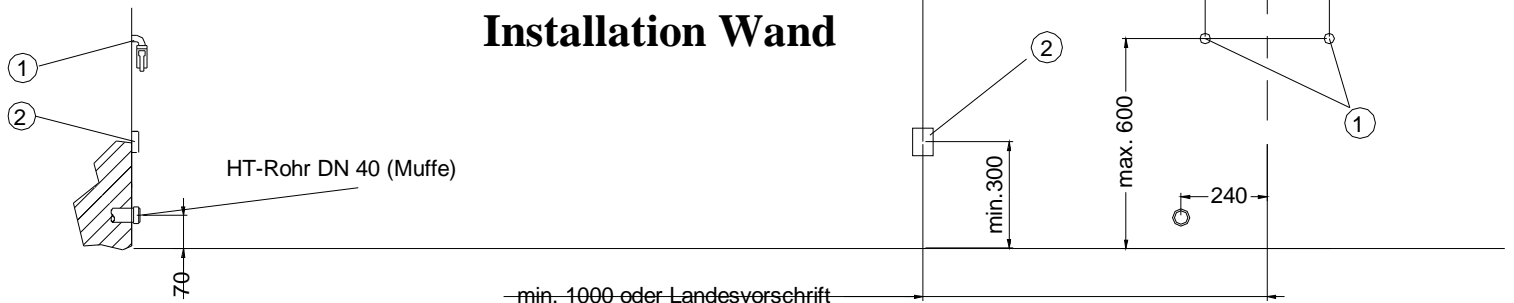 Installation Wand
1
2
HT-Rohr DN 40 (Muffe)
70
2
min.300
max. 600
1
240
min. 1000 oder Landesvorschrift